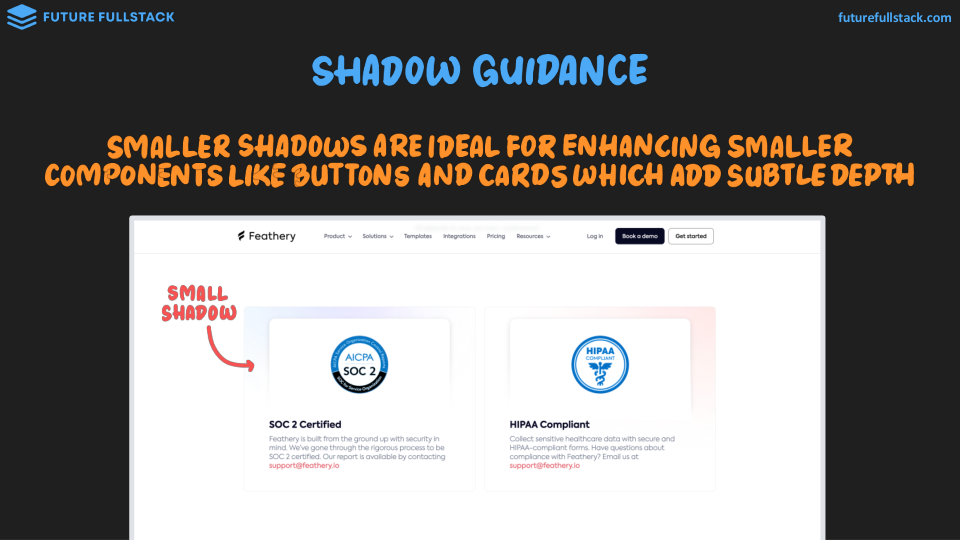 FUTURE FULLSTACK
futurefullstack.com
SHADOW GUIDANCE
SMALLER SHADOWS ARE IDEAL FOR ENHANCING SMALLER
COMPONENTS LIKE BUTTONS AND CARDS WHICH ADD SUBTLE DEPTH
Feathery
Product Solutions Templates Integrations Pricing Resources Log in Book a demo Get started
SMALL
SHADOW
AICPA
SOC 2
HIPAA
COMPLIANT
SOC 2 Certified
Feathery is built from the ground up with security in
mind. We've gone through the rigorous process to be
SOC 2 certified. Our report is available by contacting
support@feathery.io
HIPAA Compliant
Collect sensitive healthcare data with secure and
HIPAA-compliant forms. Have questions about
compliance with Feathery? Email us at
support@feathery.io